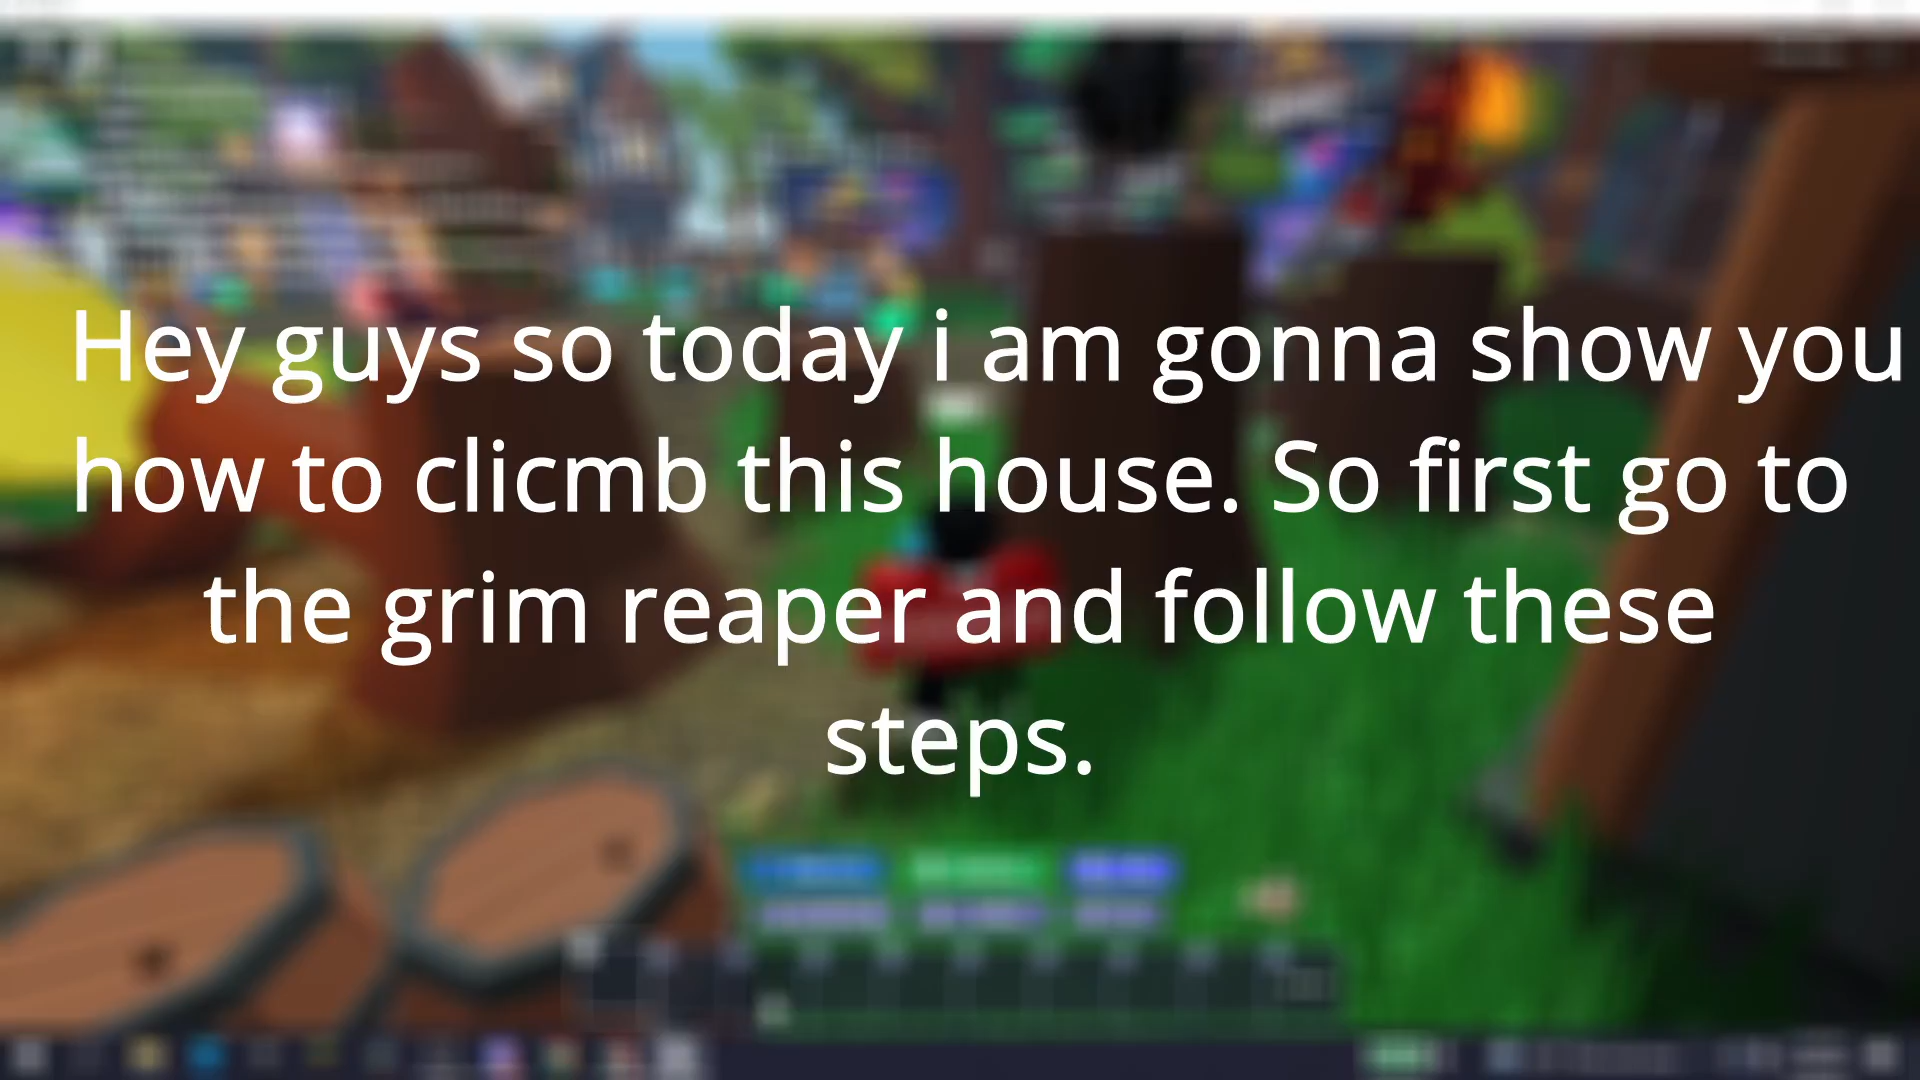 Hey guys so today i am gonna show you
how to clicmb this house. So first go to
the grim reaper and follow these
steps.